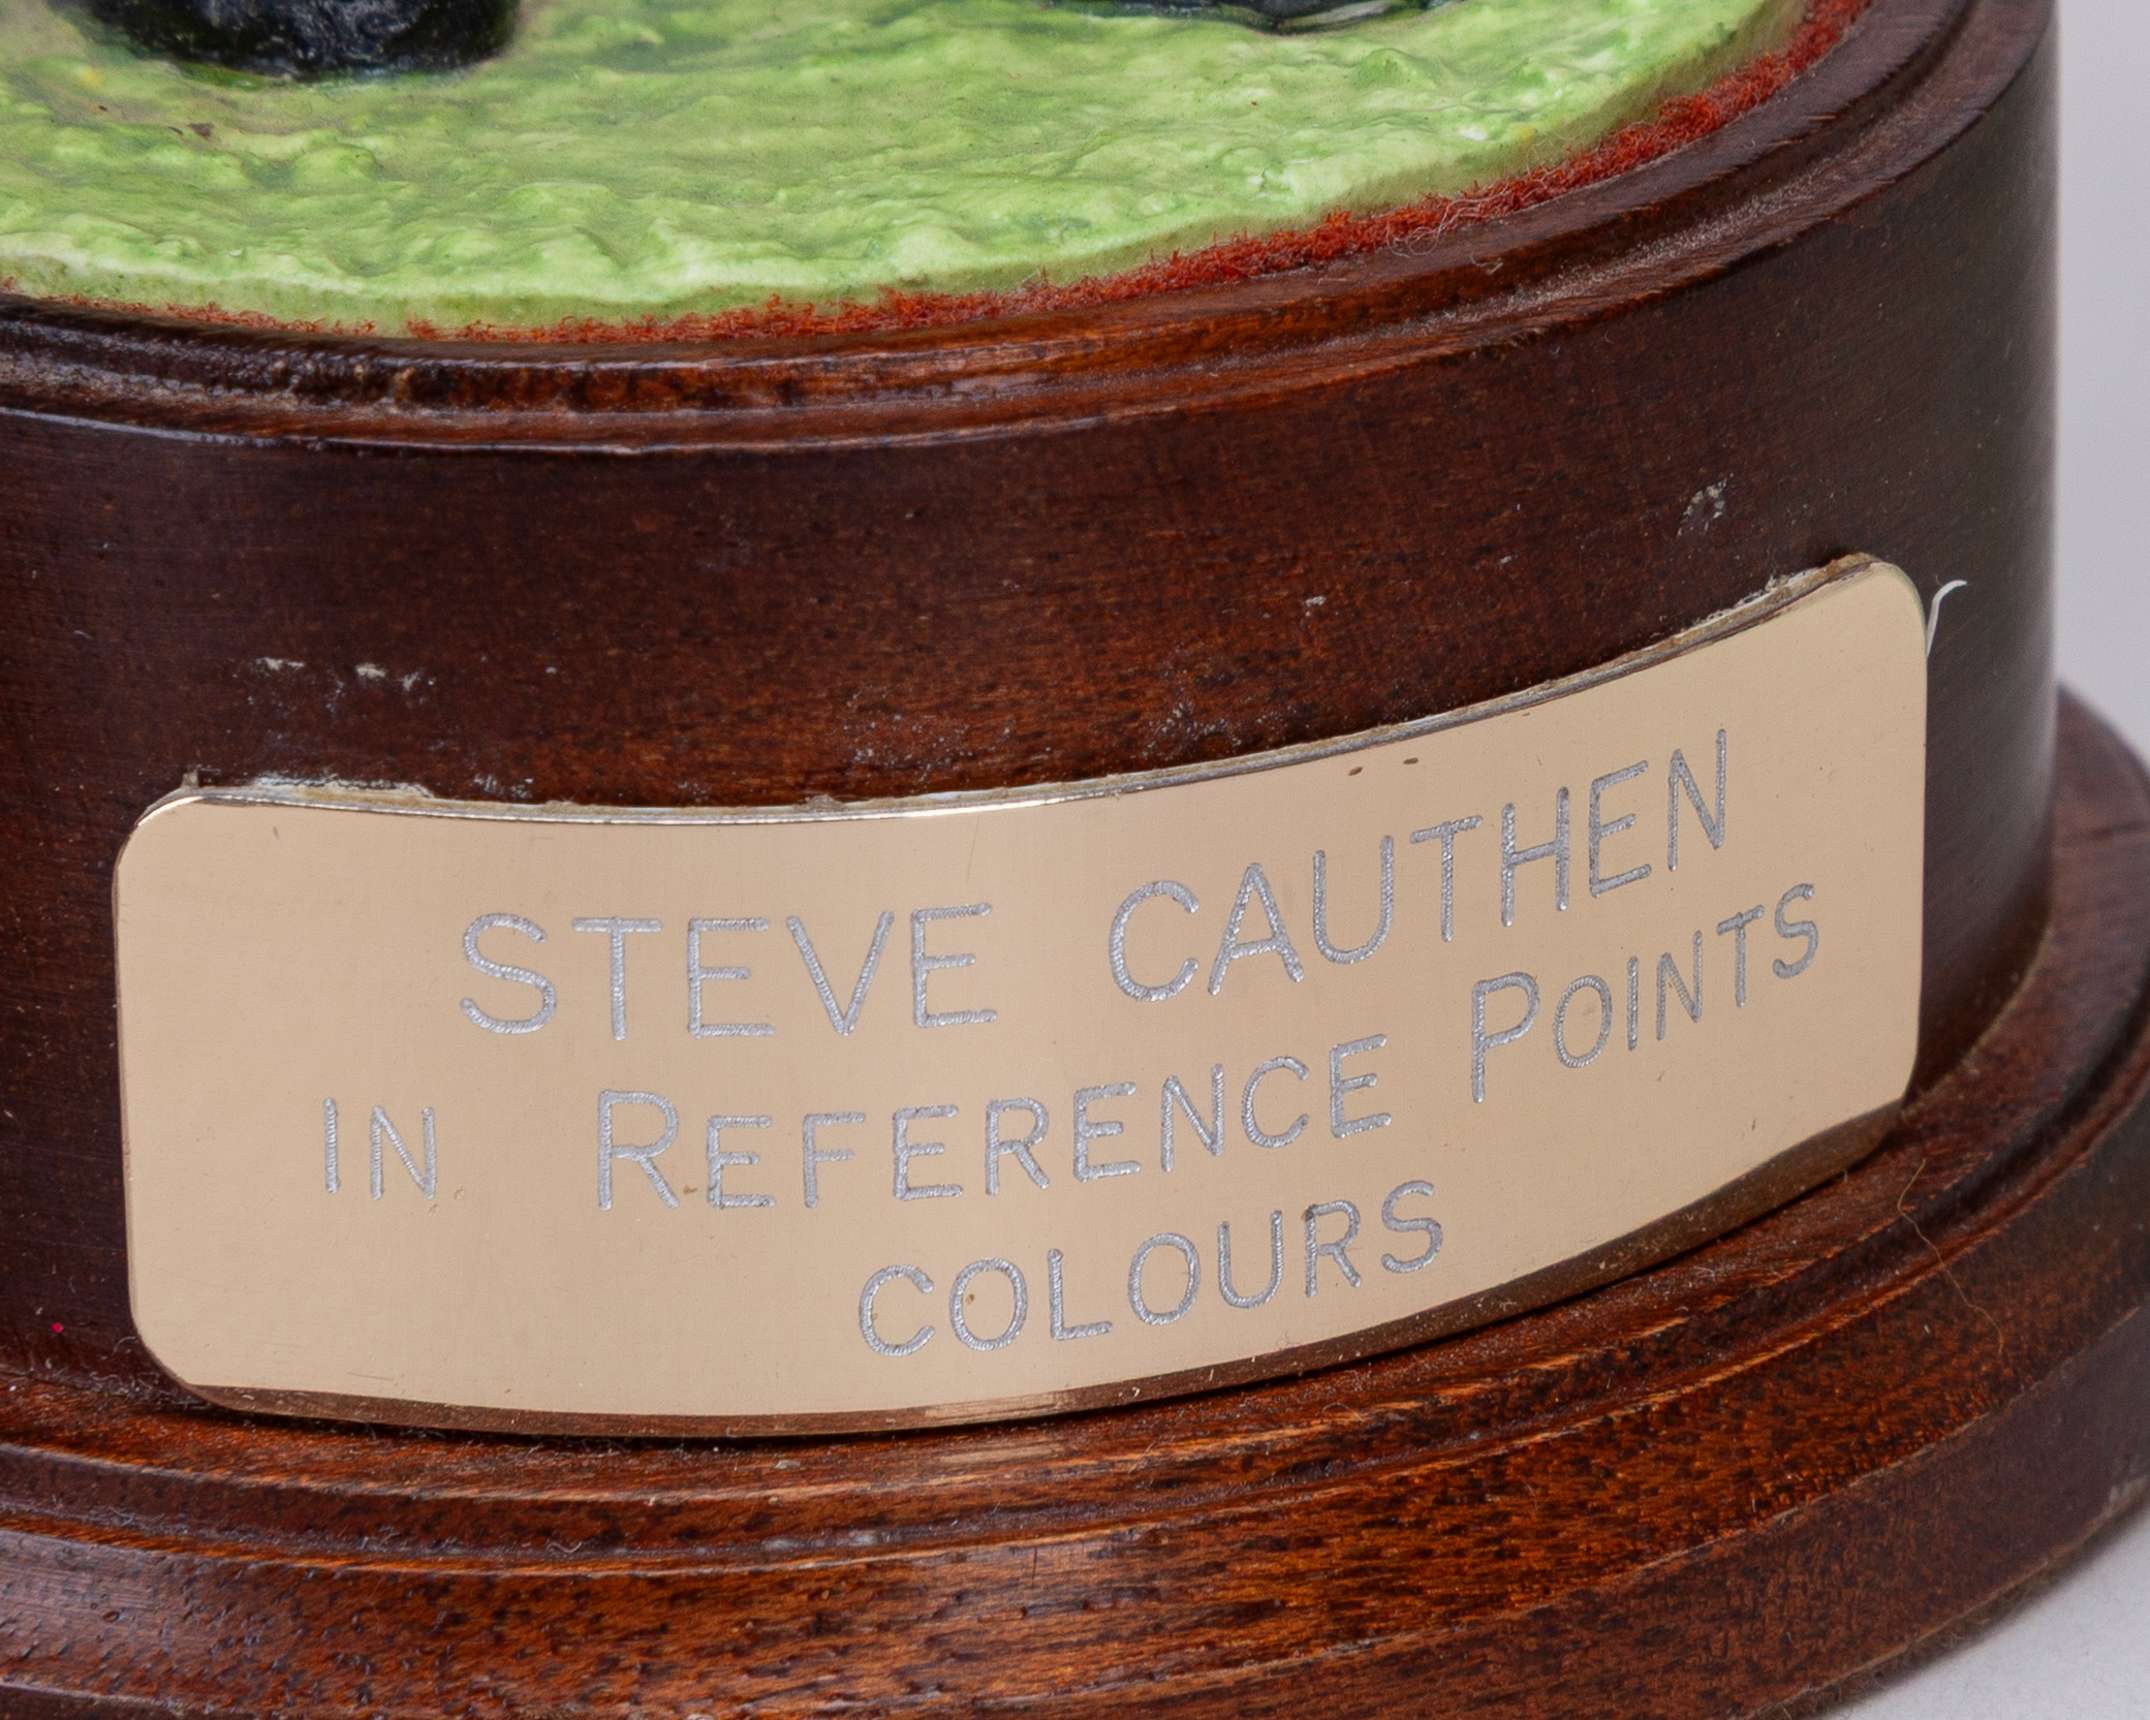 STEVE CAUTHEN
IN REFERENCE POINTS
COLOURS